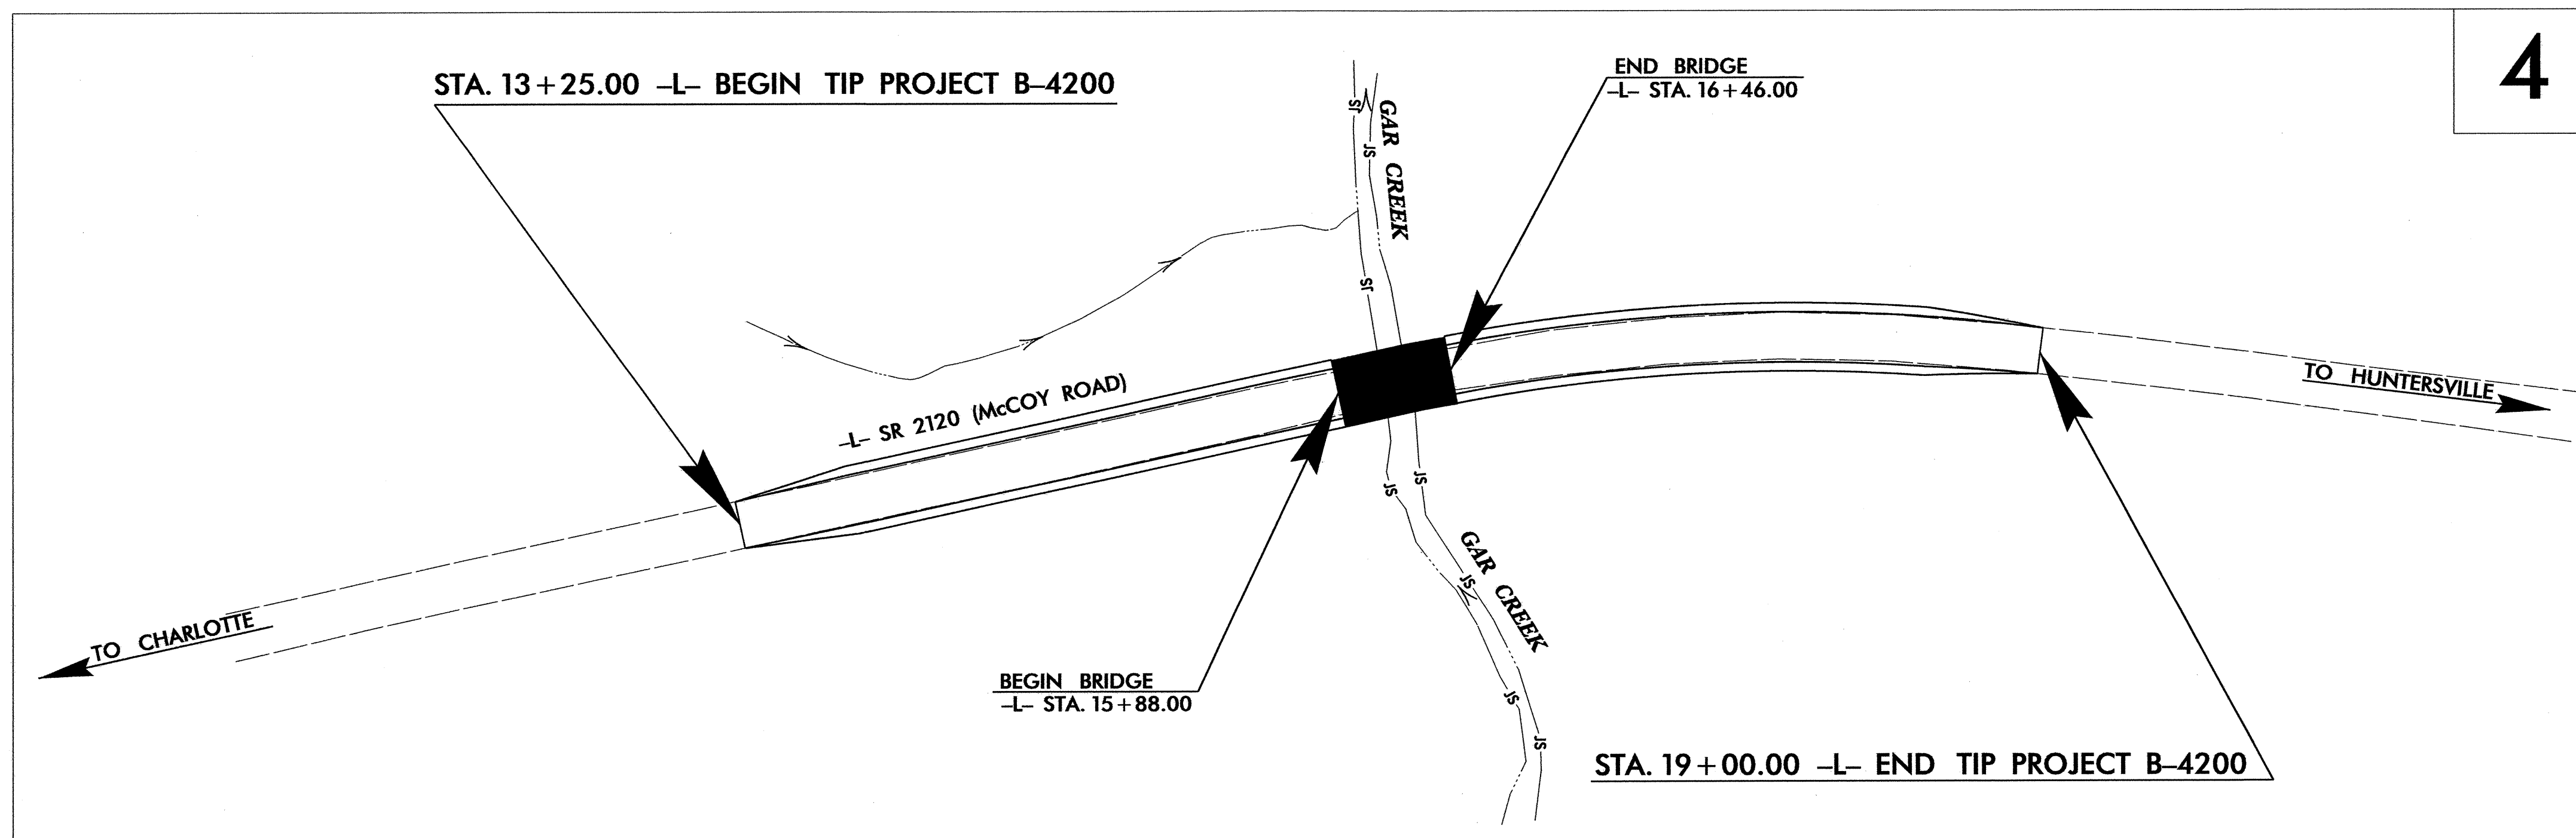 4
STA. 13+25.00 –L– BEGIN TIP PROJECT B–4200
END BRIDGE
–L– STA. 16+46.00
JS
GAR CREEK
JS
JS
–L– SR 2120 (McCOY ROAD)
TO HUNTERSVILLE
JS
JS
GAR CREEK
JS
TO CHARLOTTE
BEGIN BRIDGE
–L– STA. 15+88.00
JS
JS
STA. 19+00.00 –L– END TIP PROJECT B–4200